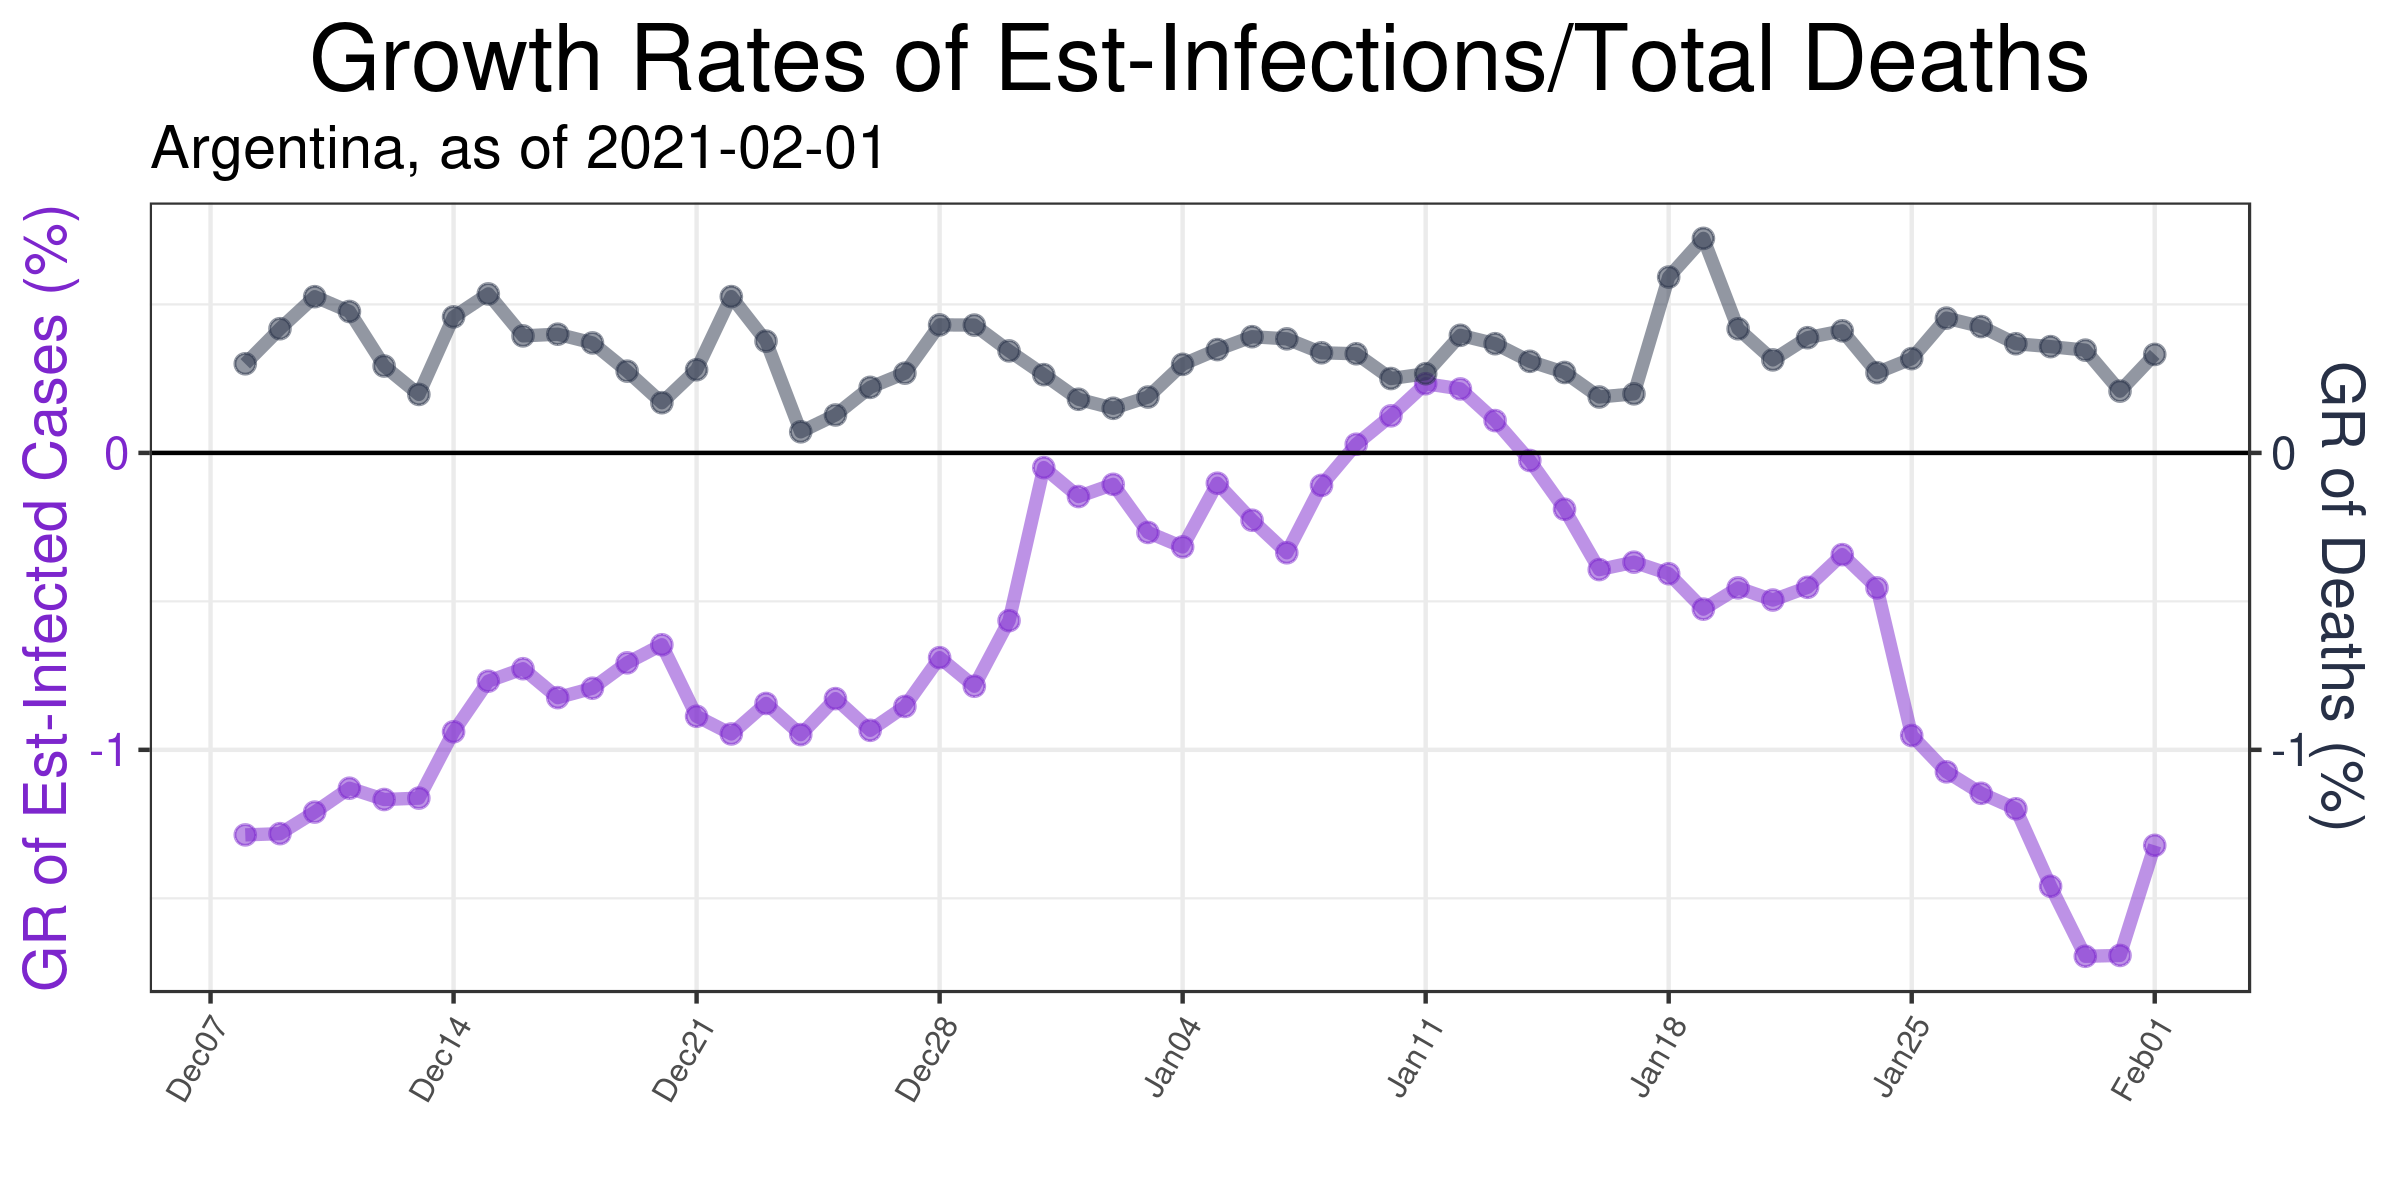 Growth Rates of Est-Infections/Total Deaths
Argentina, as of 2021-02-01
GR of Est-Infected Cases (%)
0
-1
0
-1
GR of Deaths (%)
Dec07
Dec14
Dec21
Dec28
Jan04
Jan11
Jan18
Jan25
Feb01